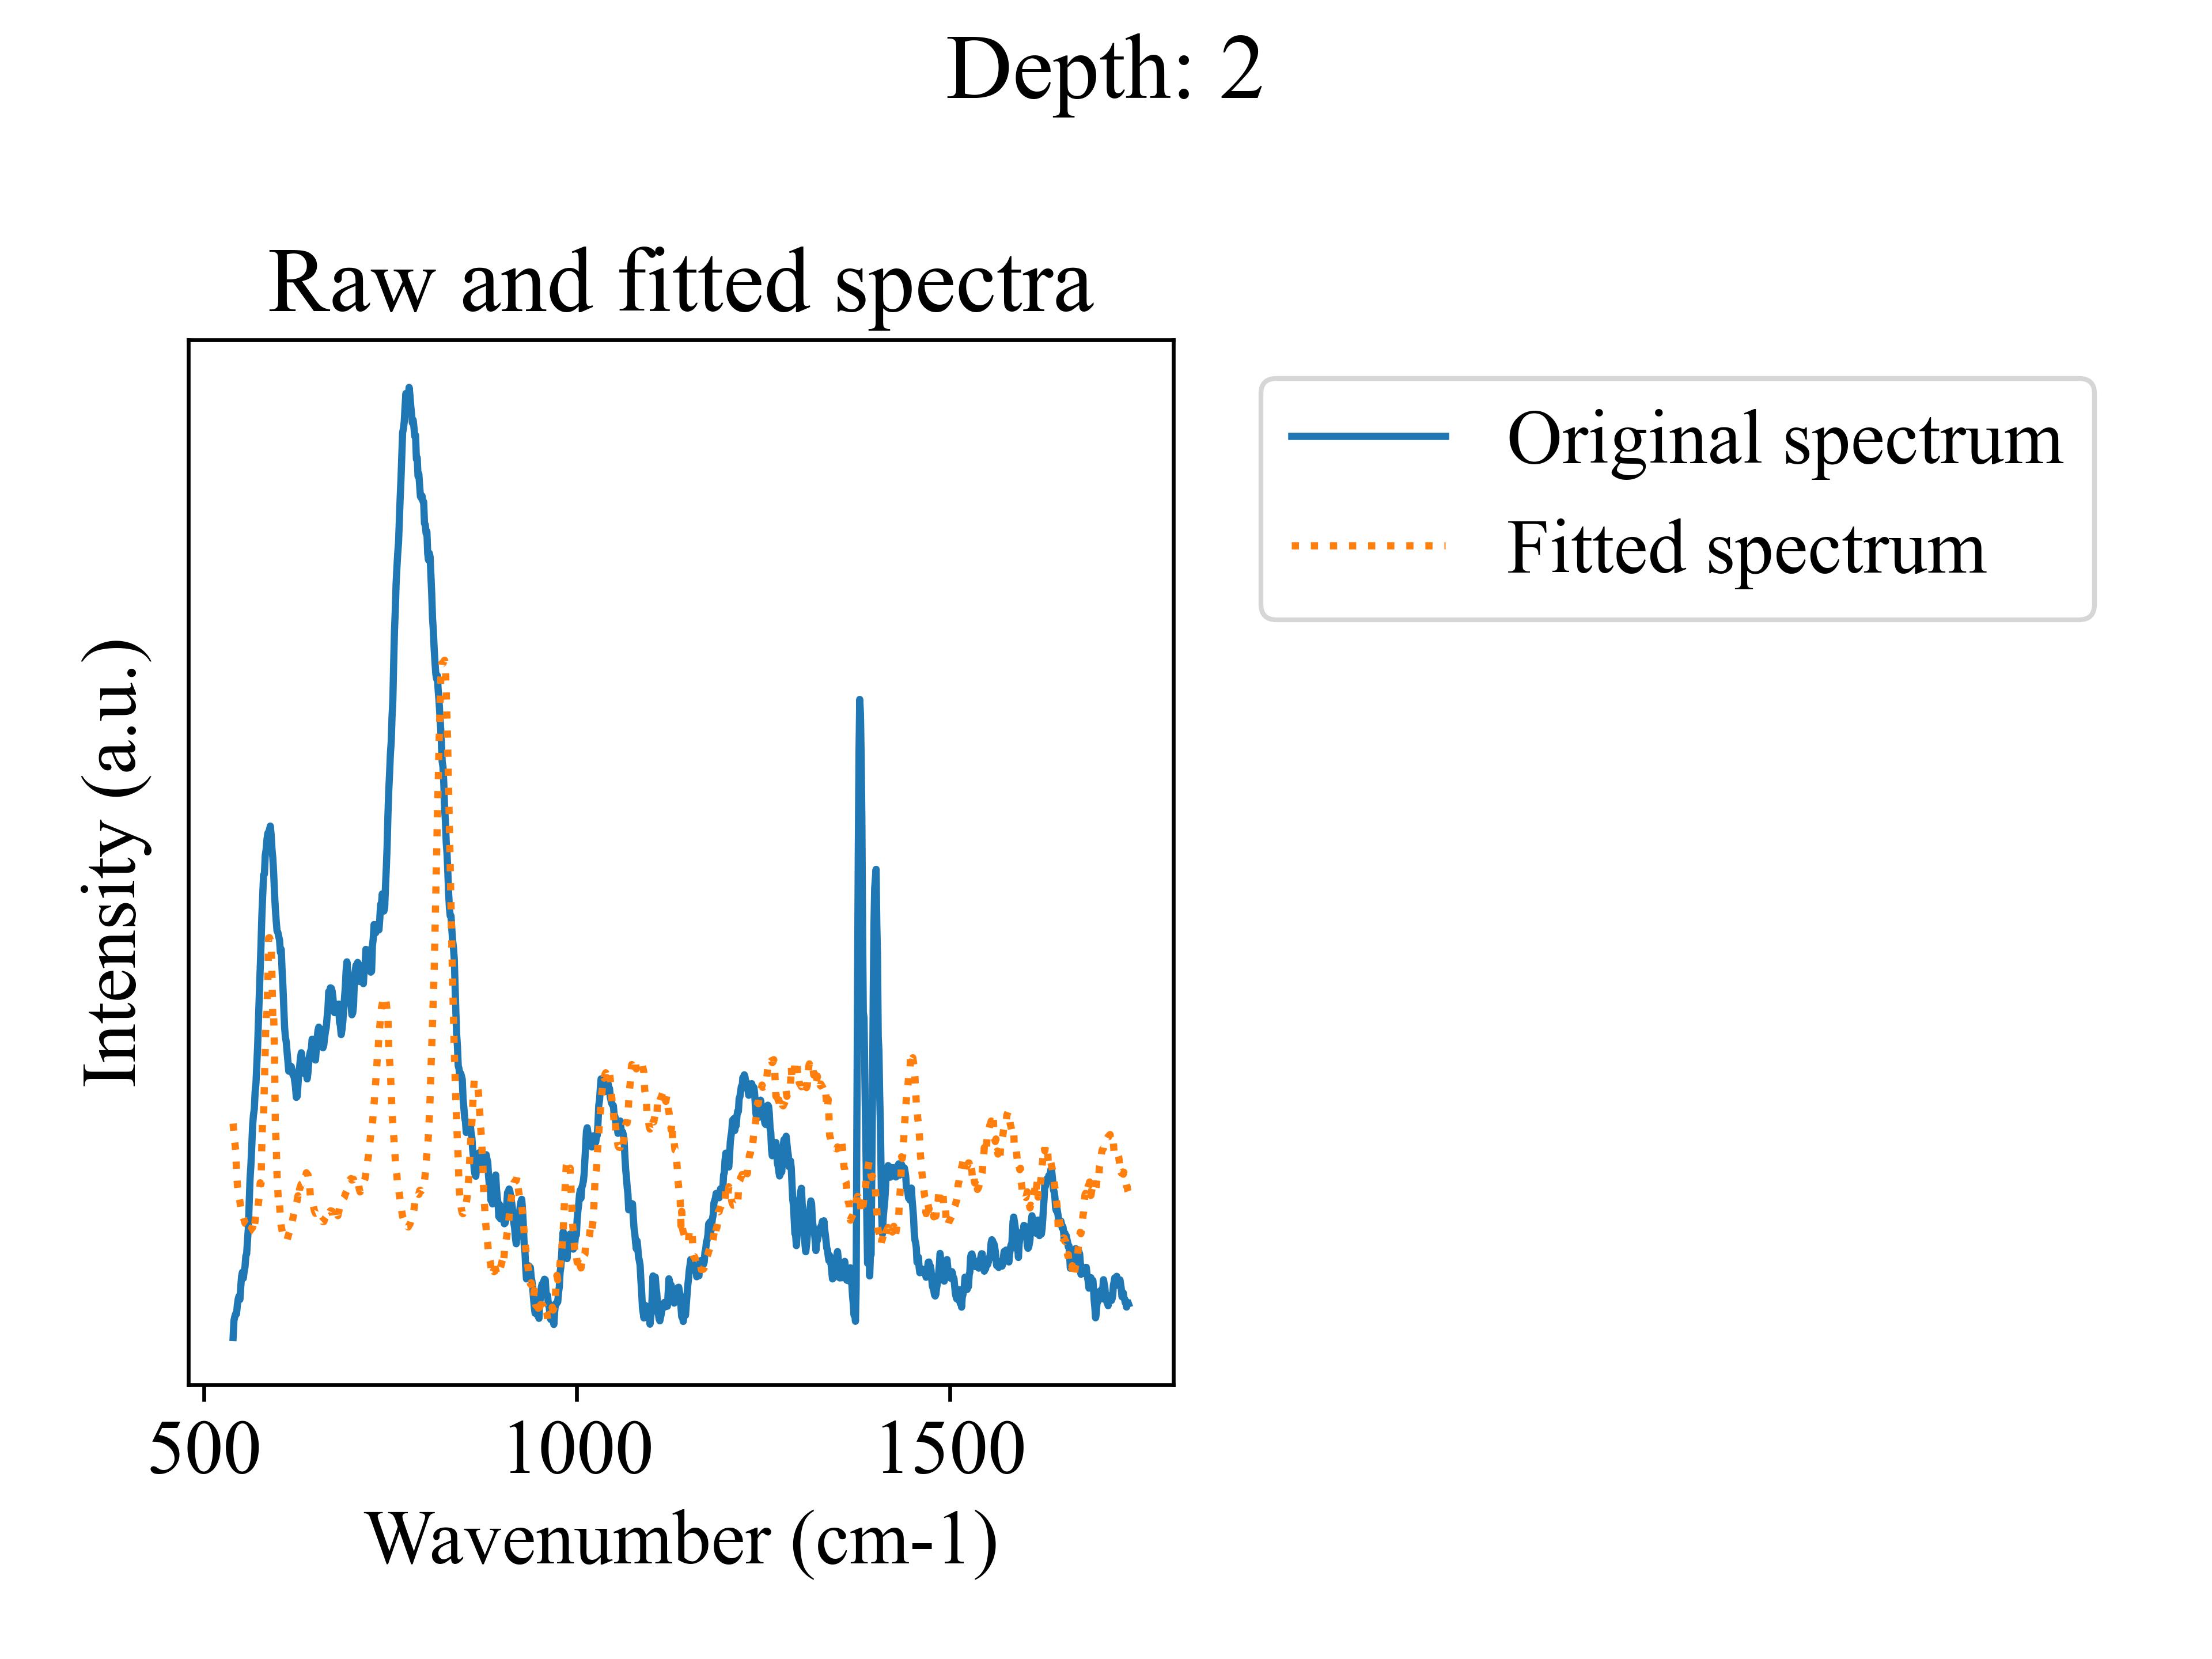 Depth: 2
Raw and fitted spectra
Original spectrum
Fitted spectrum
Intensity (a.u.)
500 1000 1500
Wavenumber (cm-1)